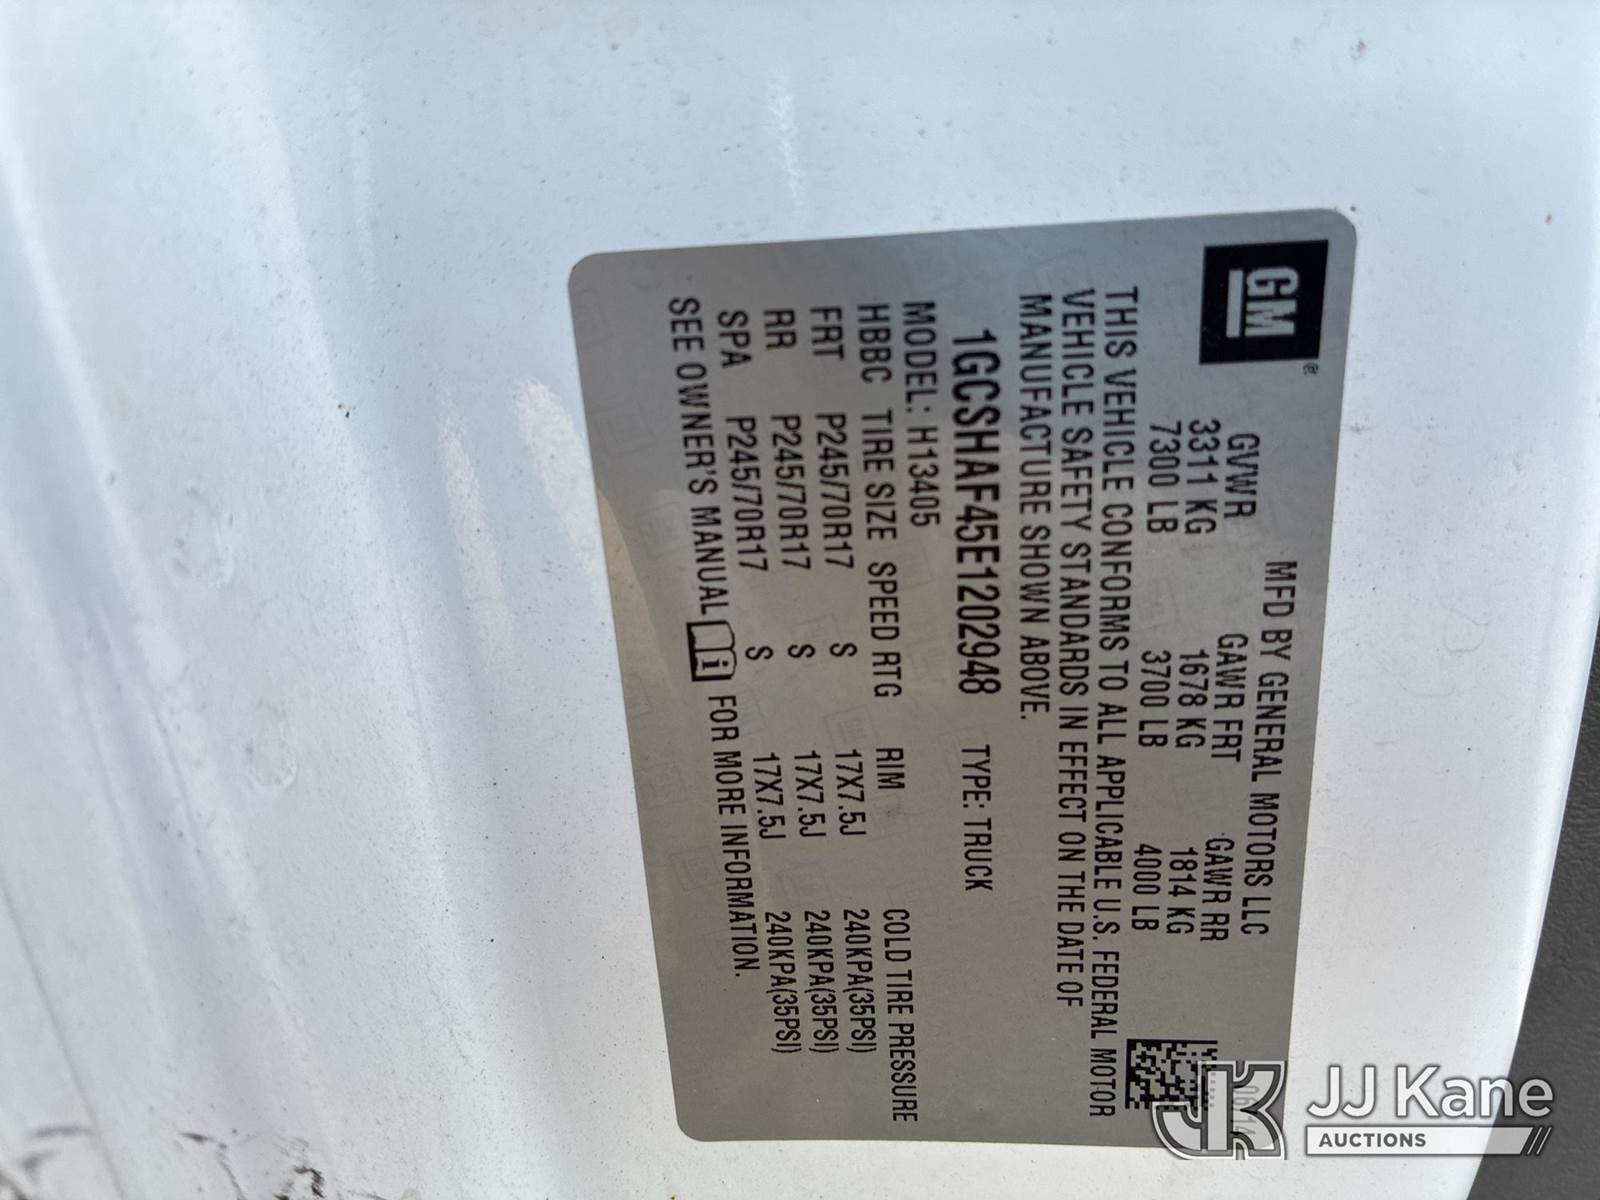 GM®
MFD BY GENERAL MOTORS LLC
GVWR GAWR FRT GAWR RR
3311 KG 1678 KG 1814 KG
7300 LB 3700 LB 4000 LB
THIS VEHICLE CONFORMS TO ALL APPLICABLE U.S. FEDERAL MOTOR
VEHICLE SAFETY STANDARDS IN EFFECT ON THE DATE OF
MANUFACTURE SHOWN ABOVE.
1GCSHAF45E1202948 TYPE: TRUCK
MODEL: H13405
HBBC TIRE SIZE SPEED RTG RIM COLD TIRE PRESSURE
FRT P245/70R17 S 17X7.5J 240KPA(35PSI)
RR P245/70R17 S 17X7.5J 240KPA(35PSI)
SPA P245/70R17 S 17X7.5J 240KPA(35PSI)
SEE OWNER'S MANUAL i FOR MORE INFORMATION.
JK JJ Kane
AUCTIONS